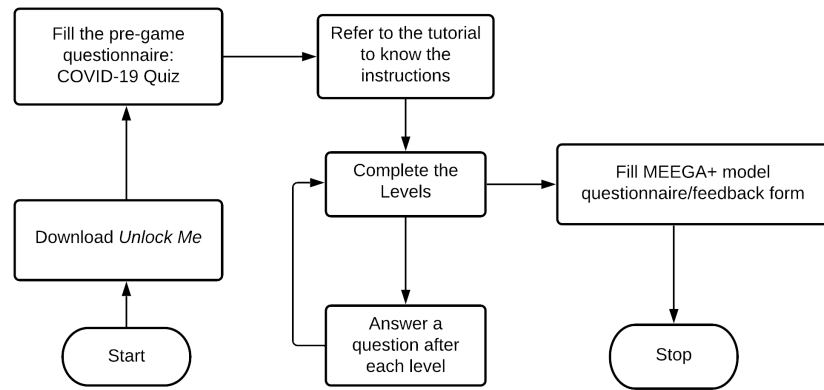 Fill the pre-game
questionnaire:
COVID-19 Quiz
Refer to the tutorial
to know the
instructions
Complete the
Levels
Fill MEEGA+ model
questionnaire/feedback form
Download Unlock Me
Answer a
question after
each level
Start
Stop